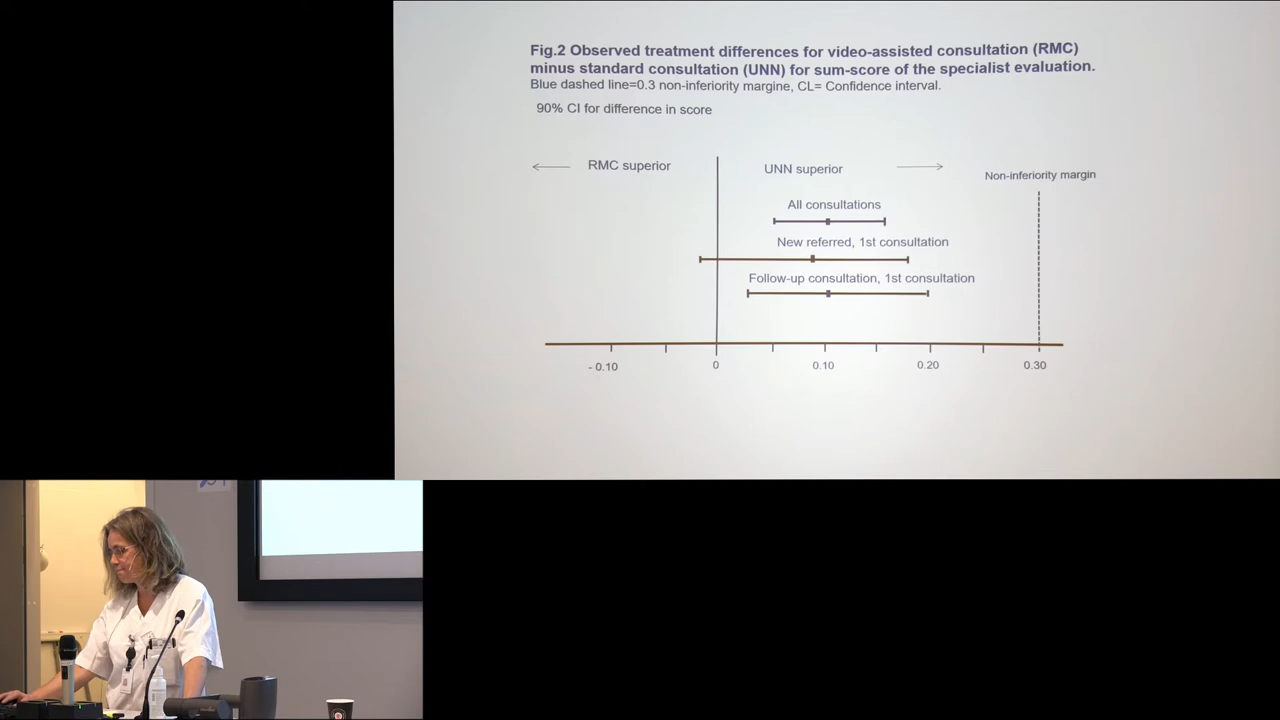 Fig.2 Observed treatment differences for video-assisted consultation (RMC)
minus standard consultation (UNN) for sum-score of the specialist evaluation.
Blue dashed line=0.3 non-inferiority margine, CL= Confidence interval.
90% CI for difference in score
RMC superior
UNN superior
Non-inferiority margin
All consultations
New referred, 1st consultation
Follow-up consultation, 1st consultation
- 0.10 0 0.10 0.20 0.30